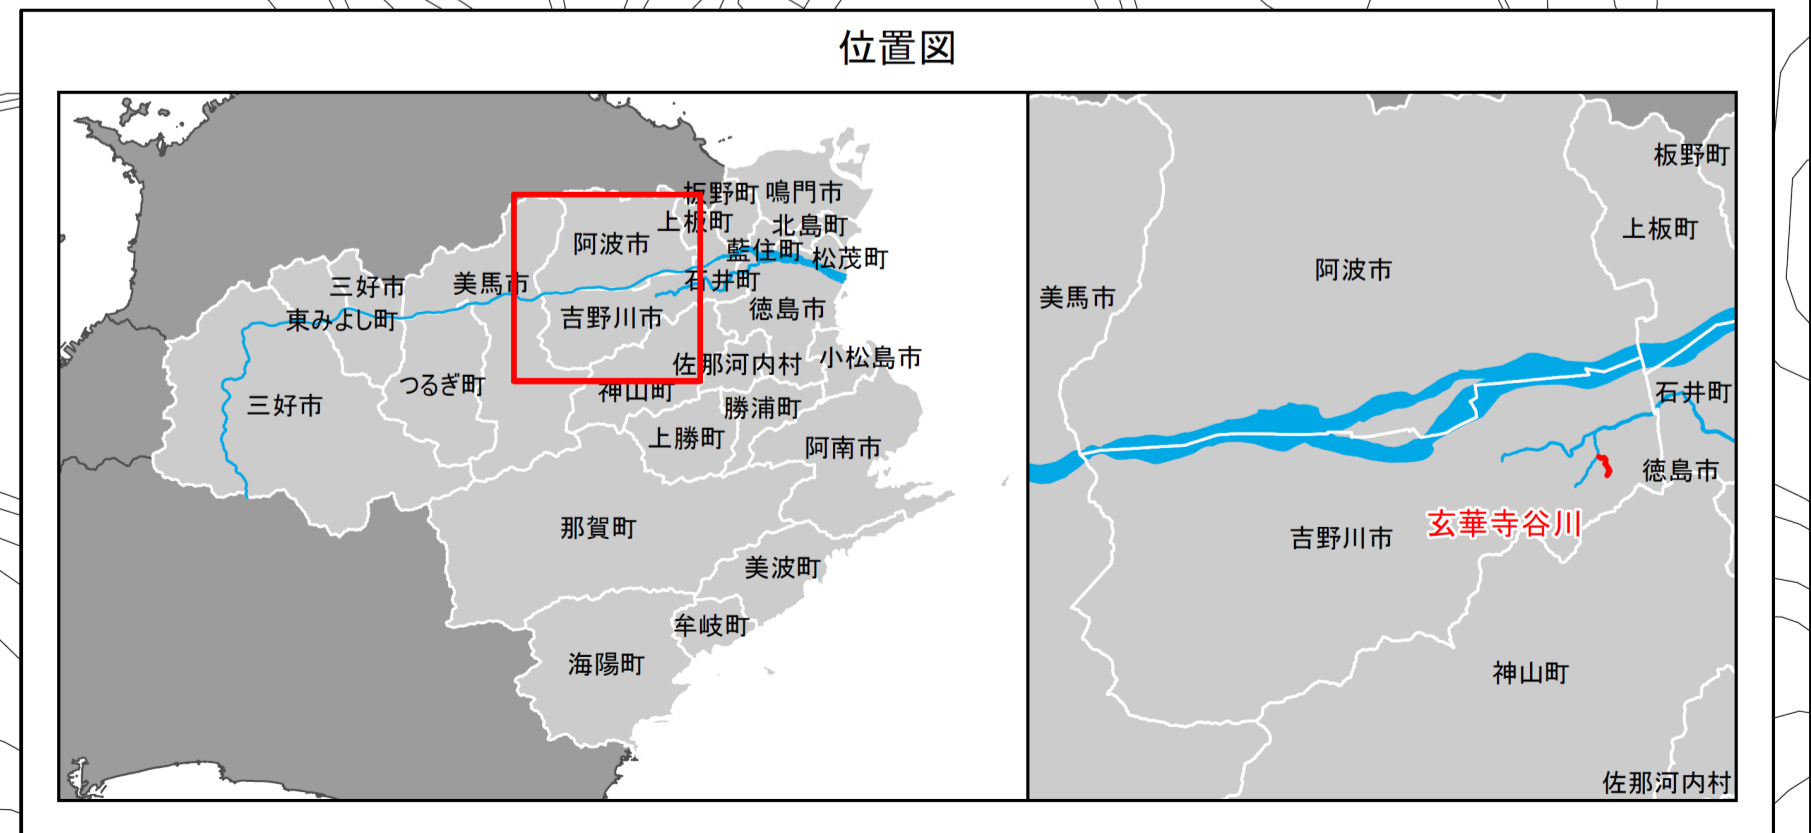 位置図
板野町
鳴門市
上板町
北島町
阿波市
藍住町
松茂町
三好市
美馬市
石井町
東みよし町
吉野川市
徳島市
佐那河内村
小松島市
つるぎ町
神山町
三好市
勝浦町
上勝町
阿南市
那賀町
美波町
牟岐町
海陽町
板野町
上板町
阿波市
美馬市
石井町
徳島市
玄華寺谷川
吉野川市
神山町
佐那河内村